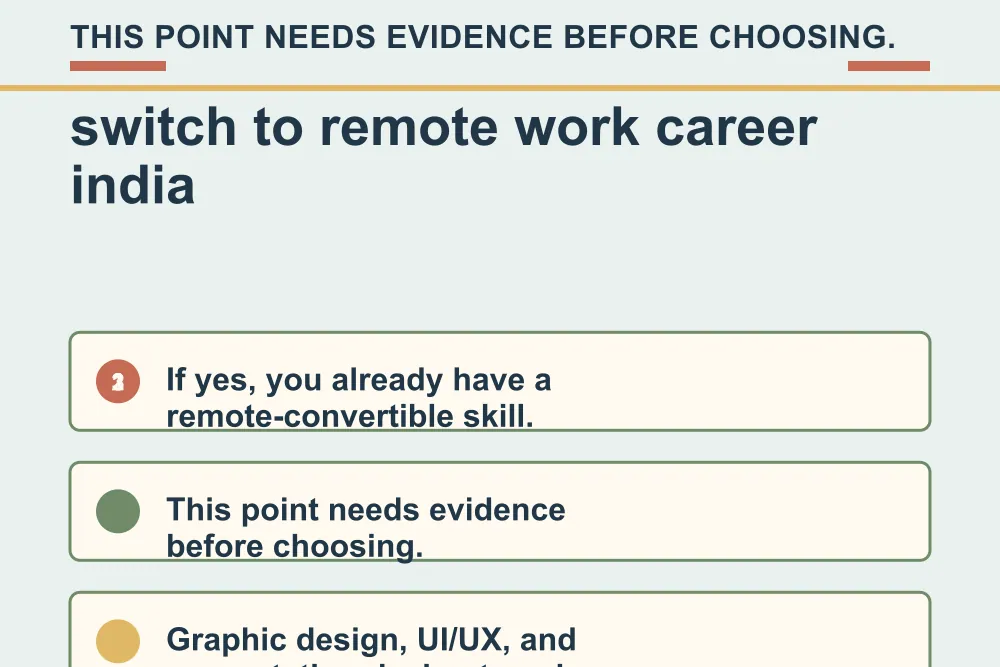 THIS POINT NEEDS EVIDENCE BEFORE CHOOSING.
switch to remote work career
india
If yes, you already have a
remote-convertible skill.
This point needs evidence
before choosing.
Graphic design, UI/UX, and